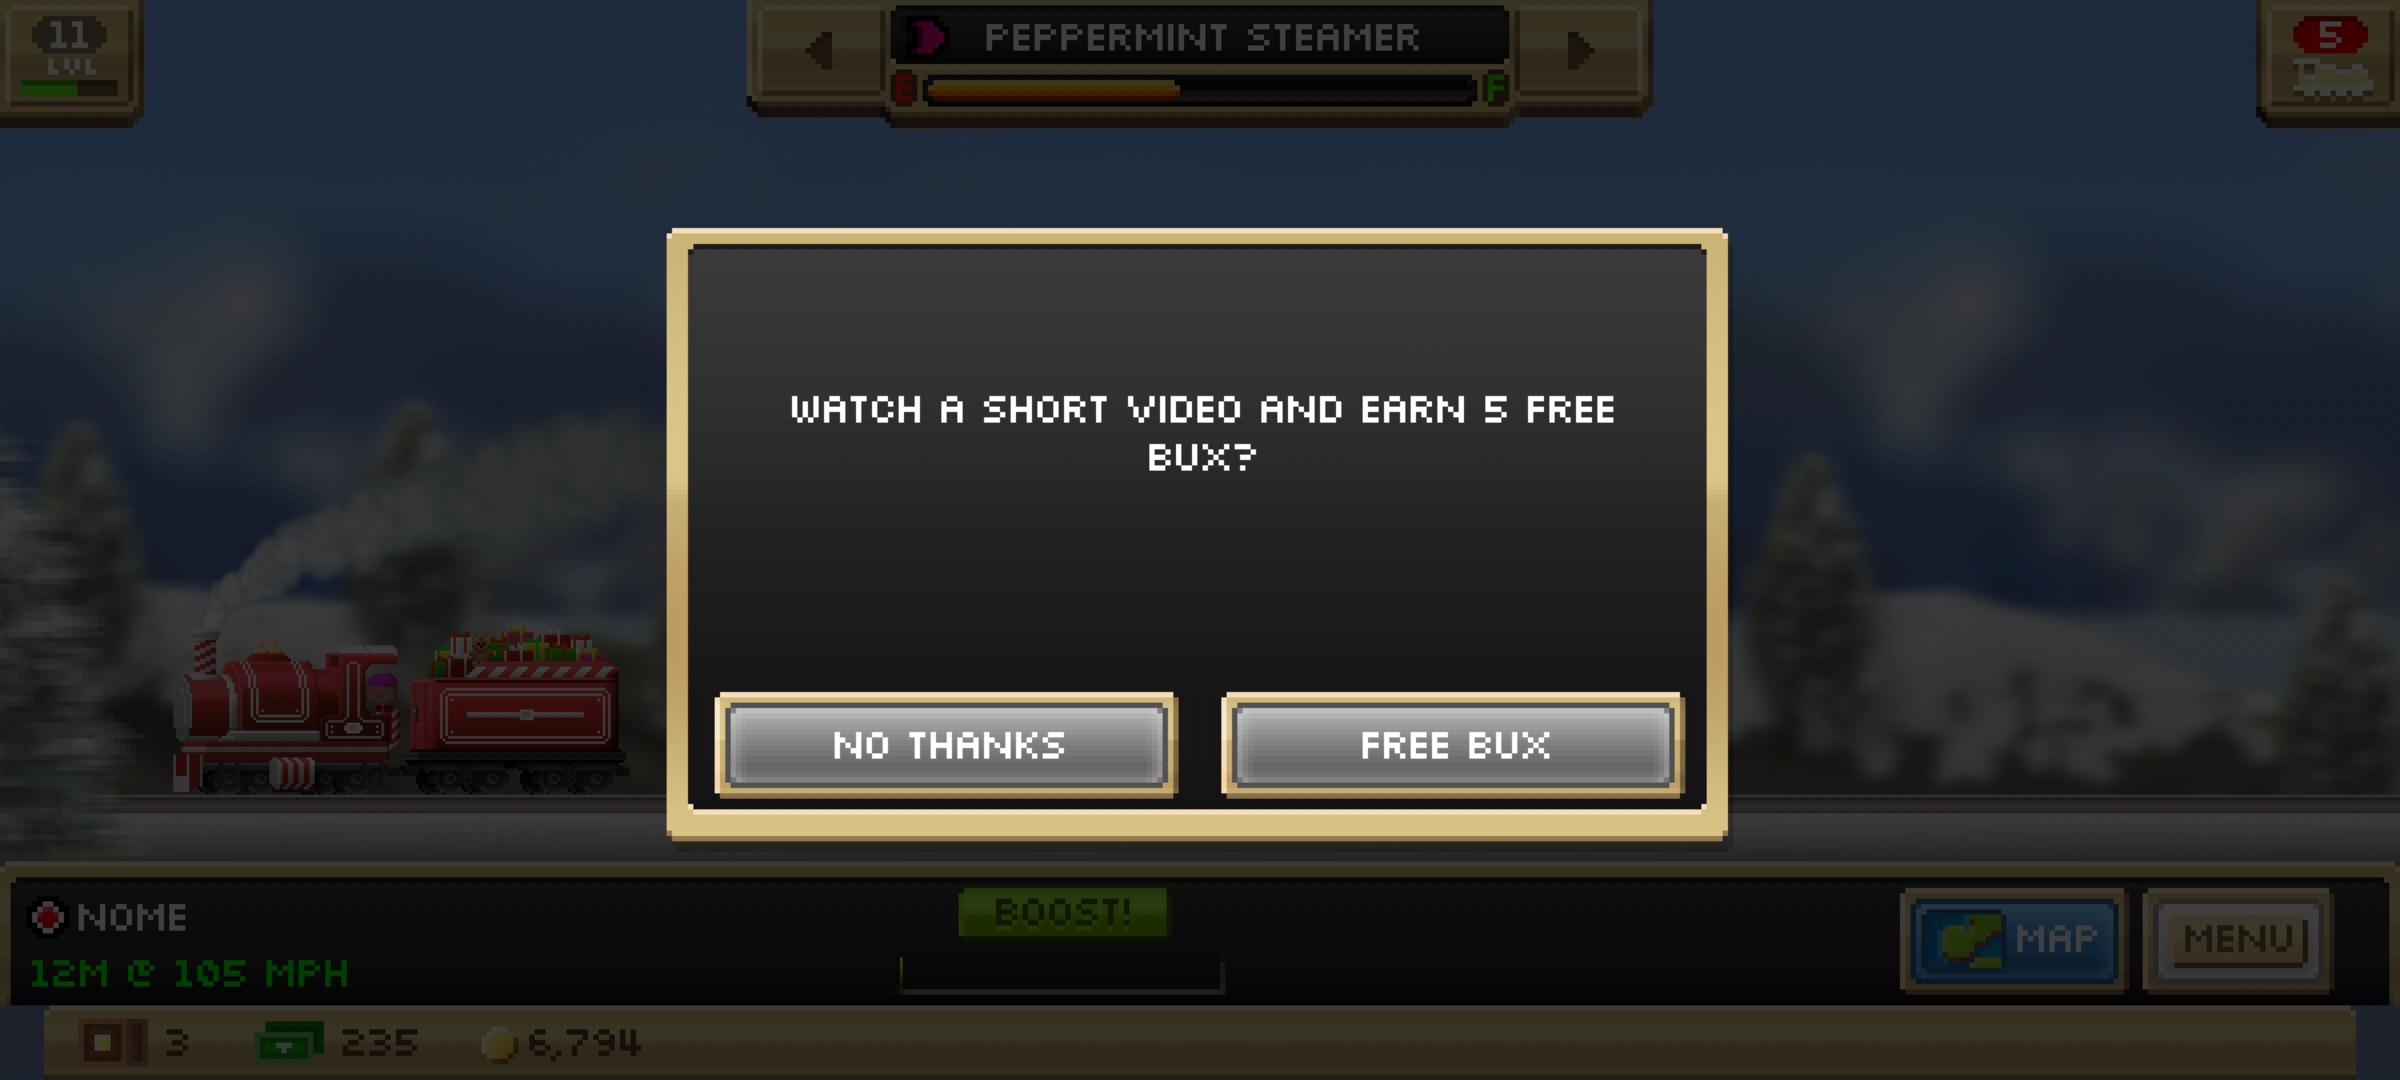 11
LVL
PEPPERMINT STEAMER
E
F
5
WATCH A SHORT VIDEO AND EARN 5 FREE
BUX?
NO THANKS
FREE BUX
NOME
12M @ 105 MPH
BOOST!
MAP
MENU
3
235
6,794